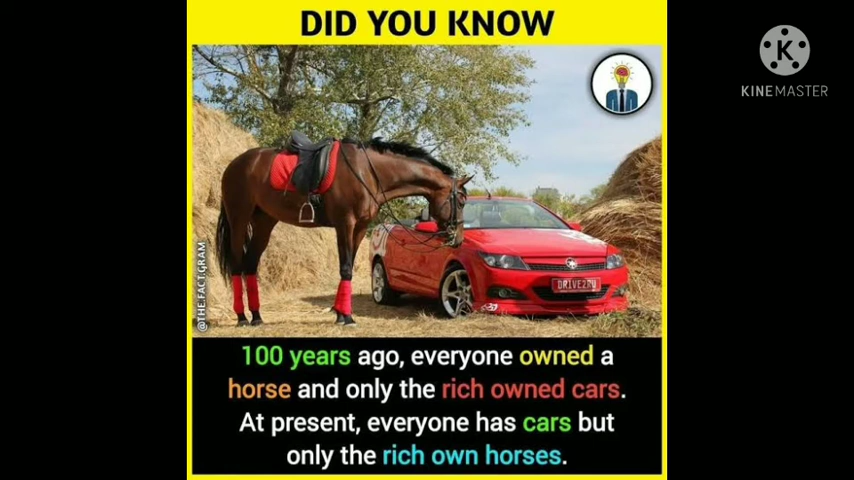 DID YOU KNOW
KINEMASTER
@THE.FACT.GRAM
DR1VE2RU
100 years ago, everyone owned a
horse and only the rich owned cars.
At present, everyone has cars but
only the rich own horses.